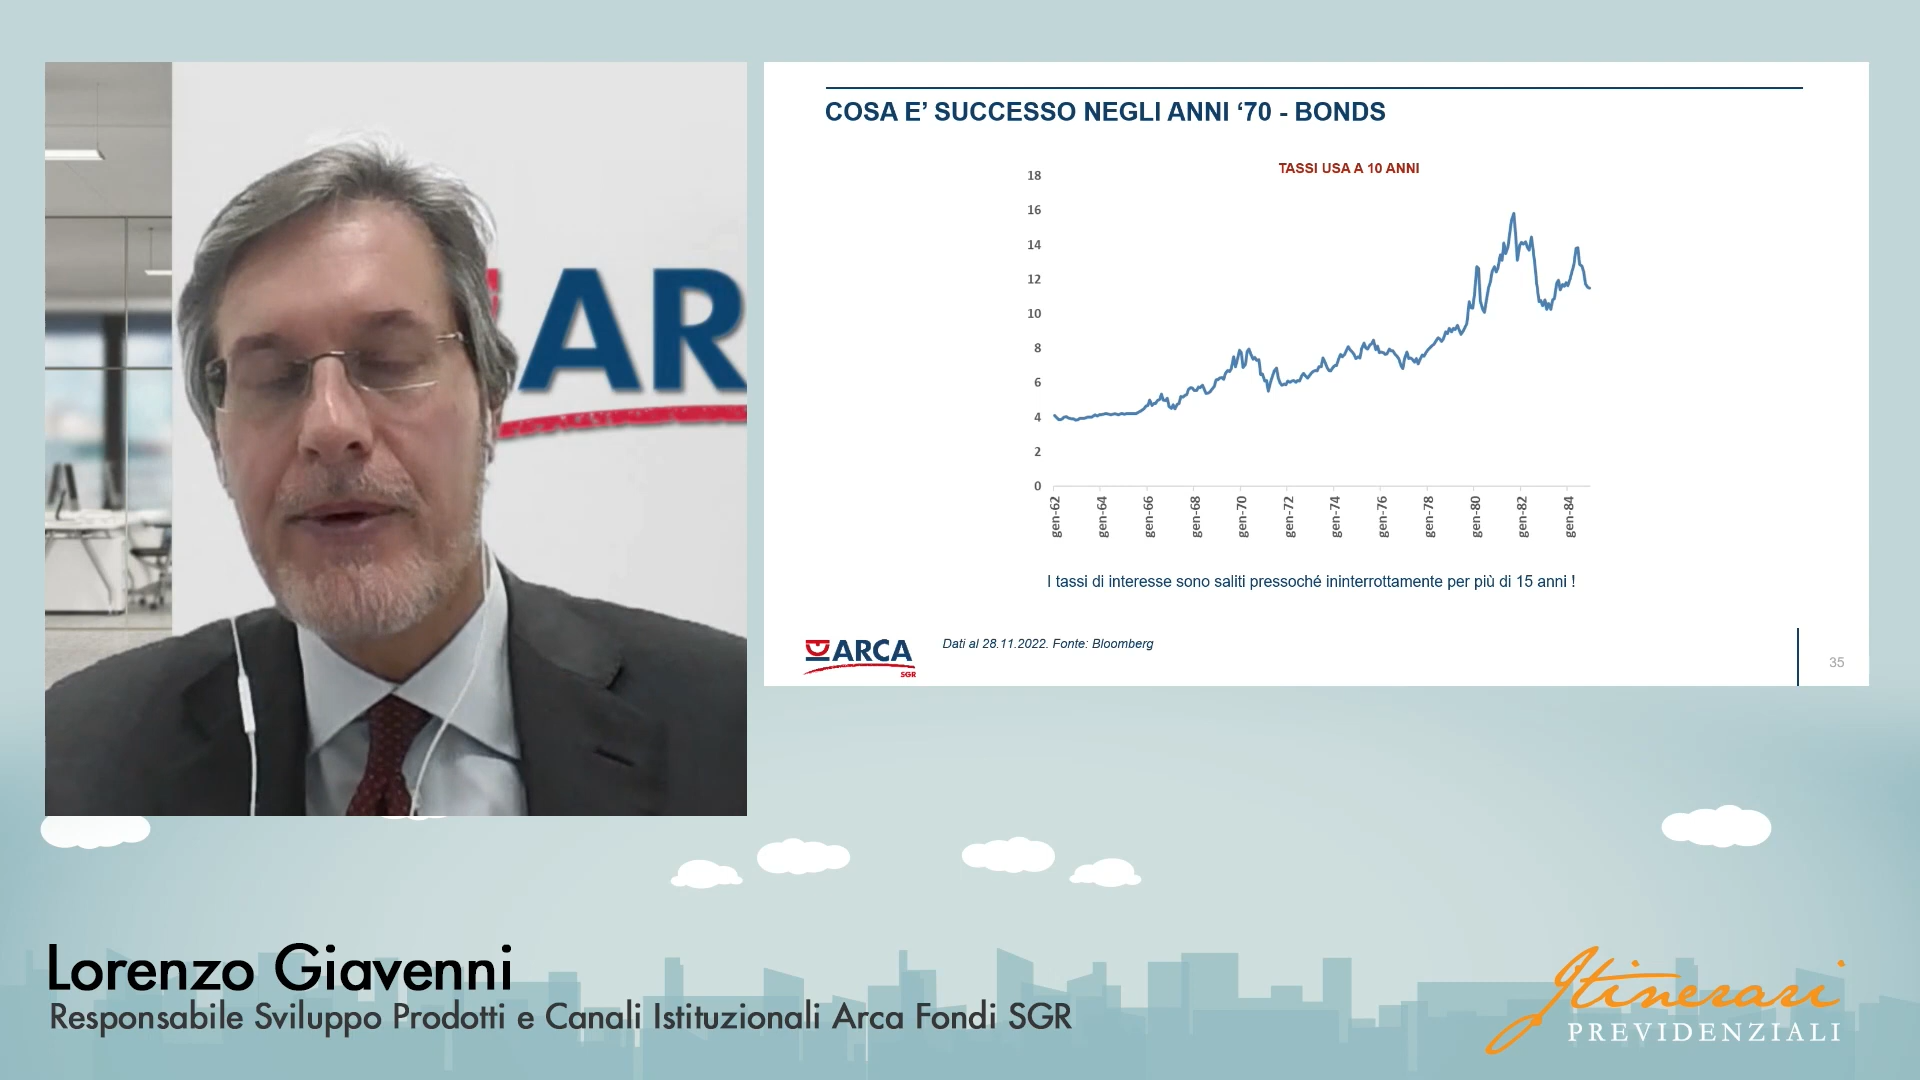 AR
COSA E’ SUCCESSO NEGLI ANNI ‘70 - BONDS
TASSI USA A 10 ANNI
18
16
14
12
10
8
6
4
2
0
gen-62
gen-64
gen-66
gen-68
gen-70
gen-72
gen-74
gen-76
gen-78
gen-80
gen-82
gen-84
I tassi di interesse sono saliti pressoché ininterrottamente per più di 15 anni !
ARCA
SGR
Dati al 28.11.2022. Fonte: Bloomberg
35
Lorenzo Giavenni
Responsabile Sviluppo Prodotti e Canali Istituzionali Arca Fondi SGR
Itinerari
PREVIDENZIALI